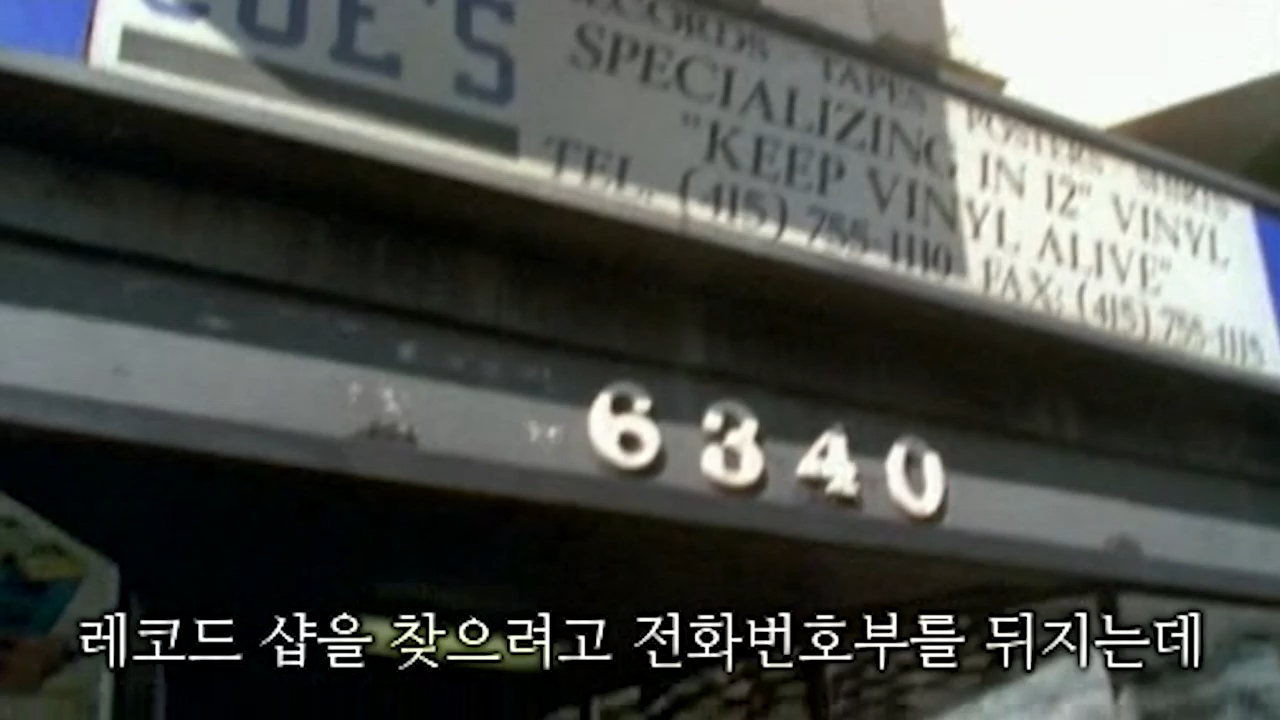 OE'S
RECORDS TAPES POSTERS SHIRTS
SPECIALIZING IN 12" VINYL
"KEEP VINYL ALIVE"
TEL. (415) 755-1110 FAX: (415) 755-1115
6340
레코드 샵을 찾으려고 전화번호부를 뒤지는데